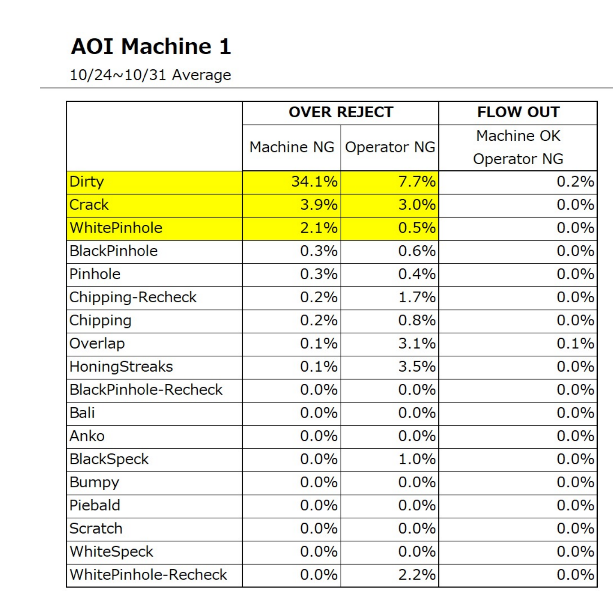 AOI Machine 1
10/24~10/31 Average
OVER REJECT FLOW OUT
Machine NG Operator NG Machine OK
Operator NG
Dirty 34.1% 7.7% 0.2%
Crack 3.9% 3.0% 0.0%
WhitePinhole 2.1% 0.5% 0.0%
BlackPinhole 0.3% 0.6% 0.0%
Pinhole 0.3% 0.4% 0.0%
Chipping-Recheck 0.2% 1.7% 0.0%
Chipping 0.2% 0.8% 0.0%
Overlap 0.1% 3.1% 0.1%
HoningStreaks 0.1% 3.5% 0.0%
BlackPinhole-Recheck 0.0% 0.0% 0.0%
Bali 0.0% 0.0% 0.0%
Anko 0.0% 0.0% 0.0%
BlackSpeck 0.0% 1.0% 0.0%
Bumpy 0.0% 0.0% 0.0%
Piebald 0.0% 0.0% 0.0%
Scratch 0.0% 0.0% 0.0%
WhiteSpeck 0.0% 0.0% 0.0%
WhitePinhole-Recheck 0.0% 2.2% 0.0%